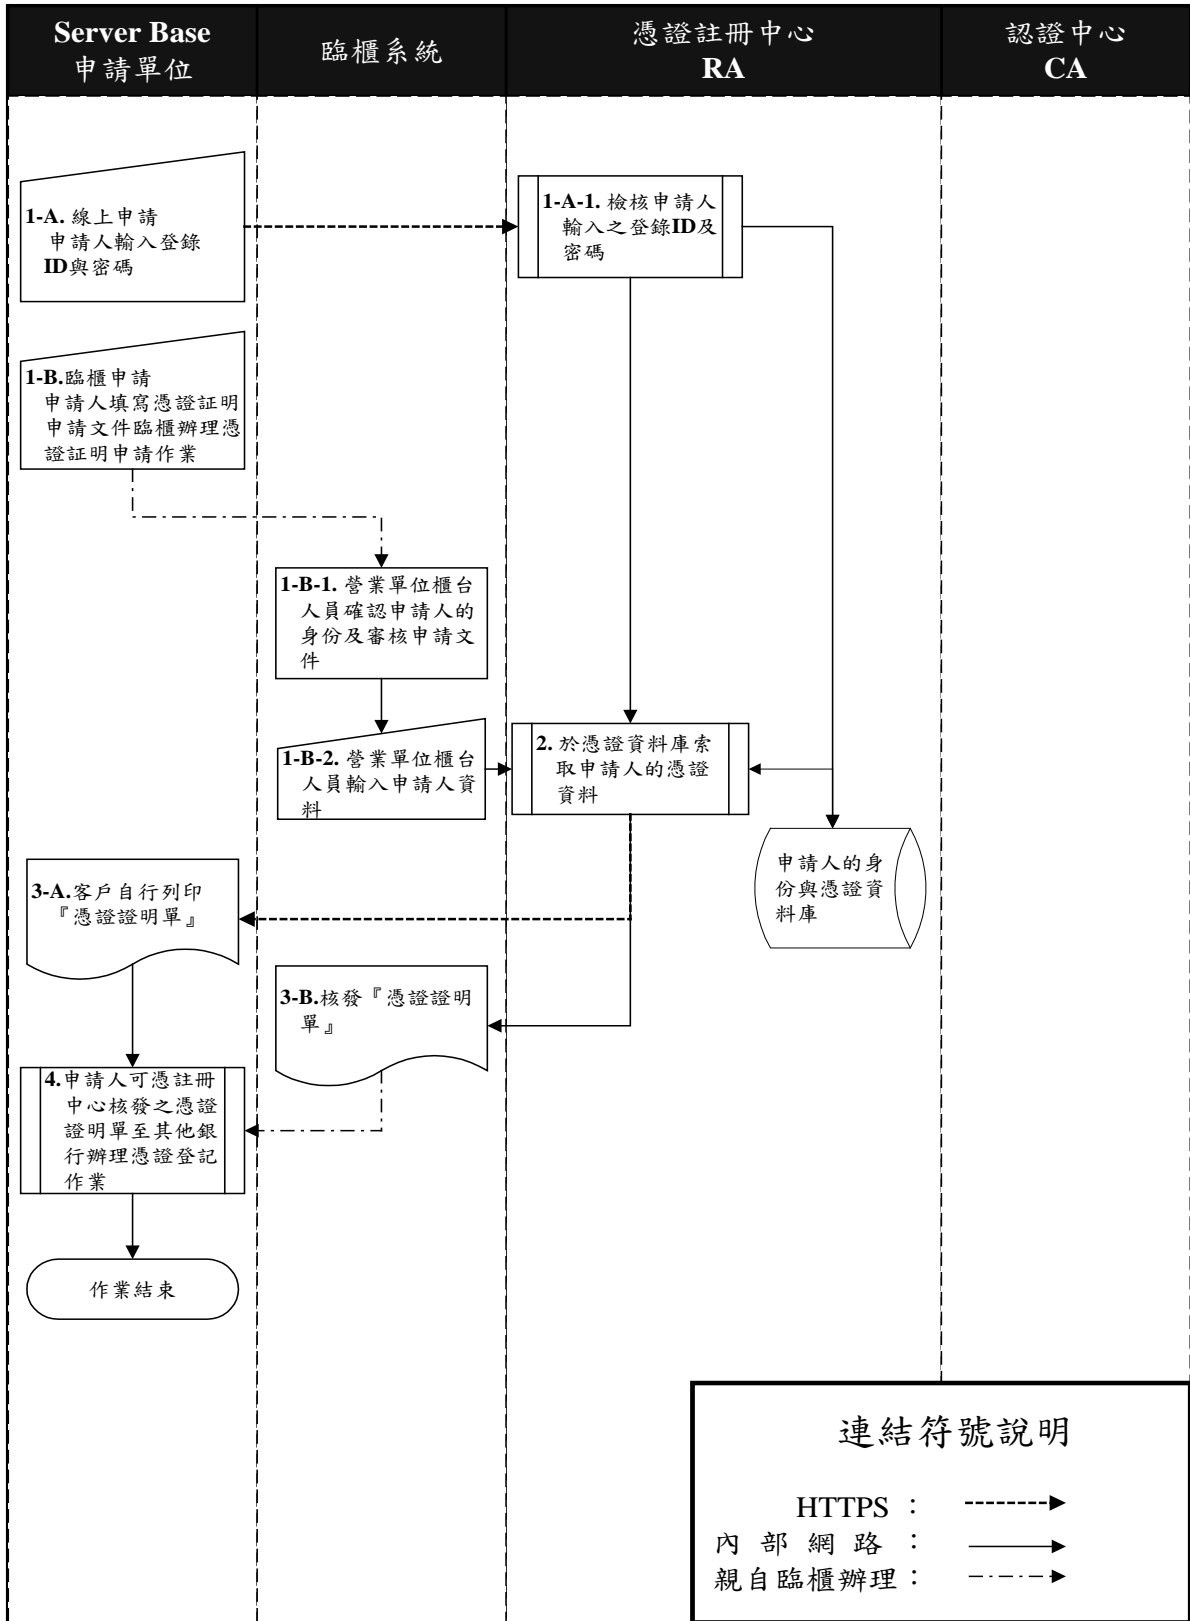 Server Base
申請單位
臨櫃系統
憑證註冊中心
RA
認證中心
CA
1-A. 線上申請
申請人輸入登錄
ID與密碼
1-A-1. 檢核申請人
輸入之登錄ID及
密碼
1-B.臨櫃申請
申請人填寫憑證証明
申請文件臨櫃辦理憑
證証明申請作業
1-B-1. 營業單位櫃台
人員確認申請人的
身份及審核申請文
件
1-B-2. 營業單位櫃台
人員輸入申請人資
料
2. 於憑證資料庫索
取申請人的憑證
資料
申請人的身
份與憑證資
料庫
3-A.客戶自行列印
『憑證證明單』
3-B.核發『憑證證明
單』
4.申請人可憑註冊
中心核發之憑證
證明單至其他銀
行辦理憑證登記
作業
作業結束
連結符號說明
HTTPS :
內部網路:
親自臨櫃辦理: